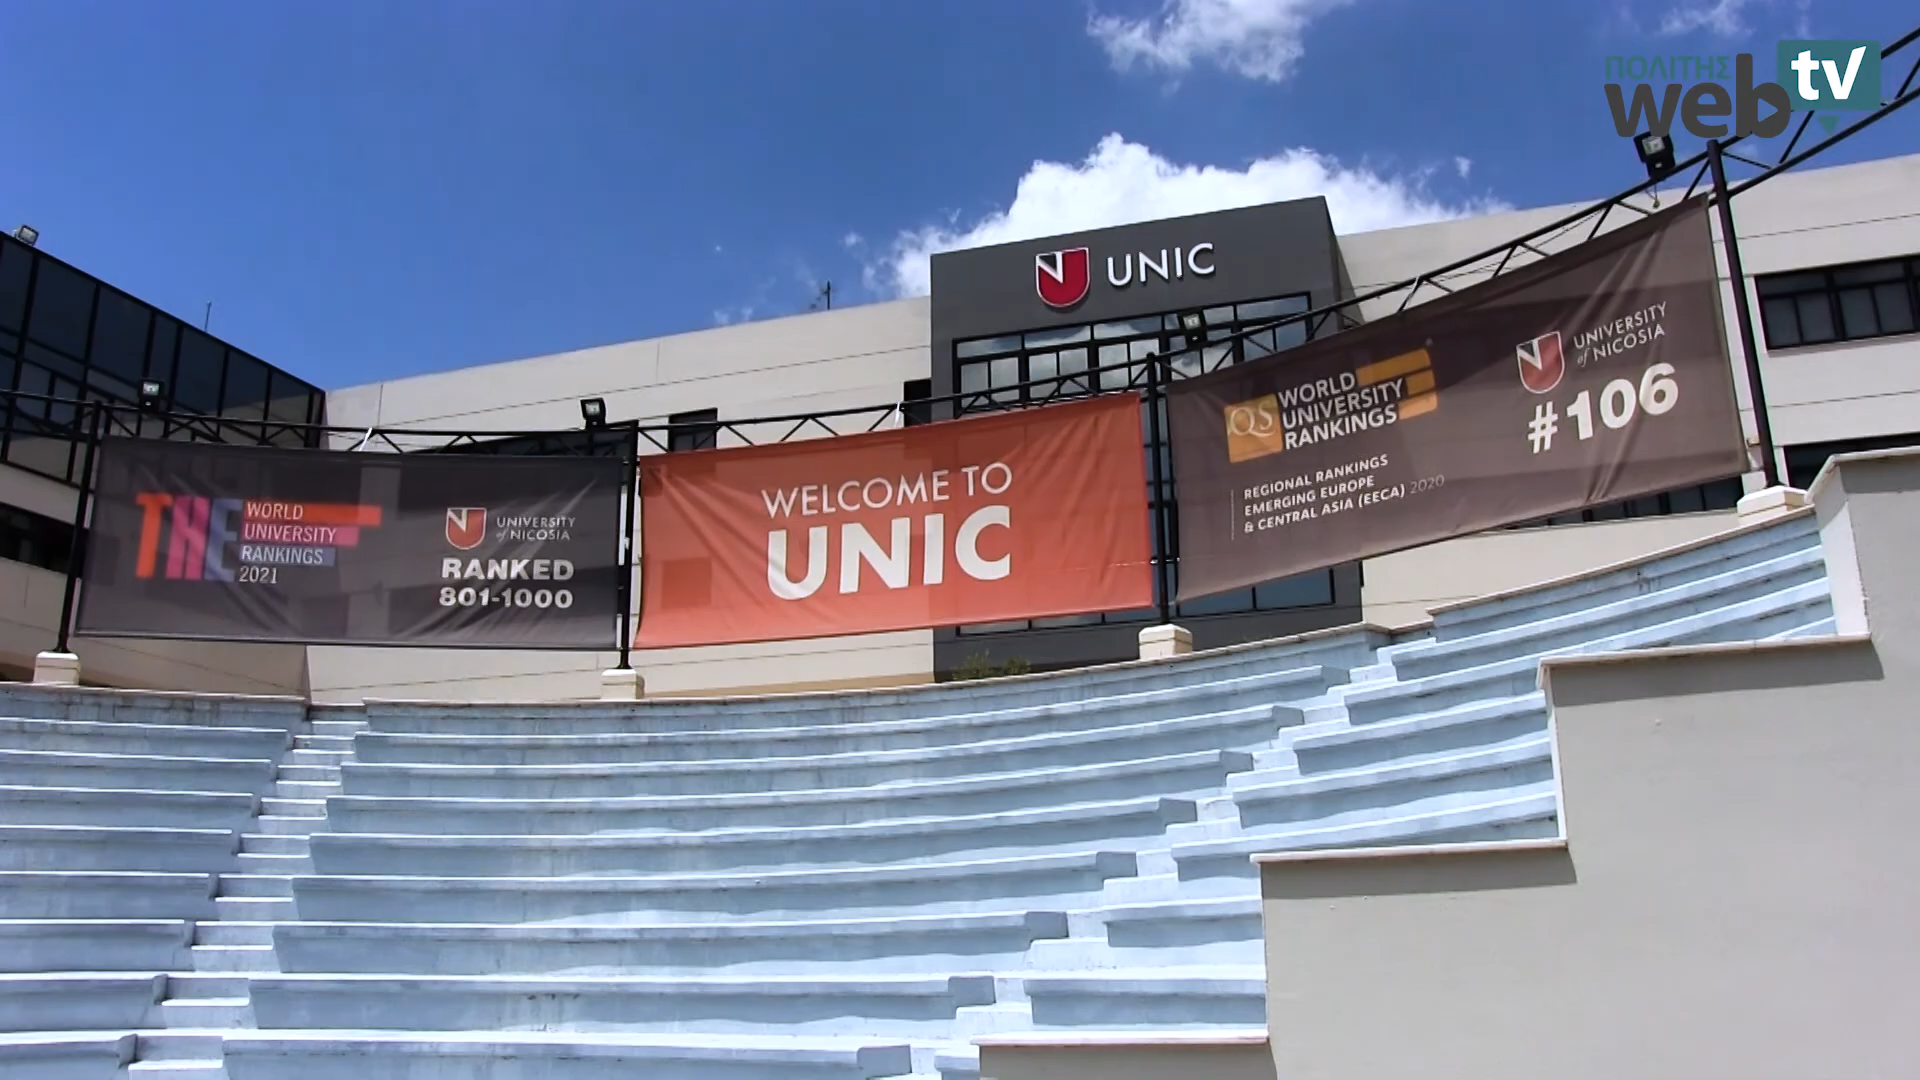 ΠΟΛΙΤΗΣ
web tv
UNIC
THE
WORLD
UNIVERSITY
RANKINGS
2021
UNIVERSITY
of NICOSIA
RANKED
801-1000
WELCOME TO
UNIC
QS
WORLD
UNIVERSITY
RANKINGS
REGIONAL RANKINGS
EMERGING EUROPE
& CENTRAL ASIA (EECA) 2020
UNIVERSITY
of NICOSIA
#106